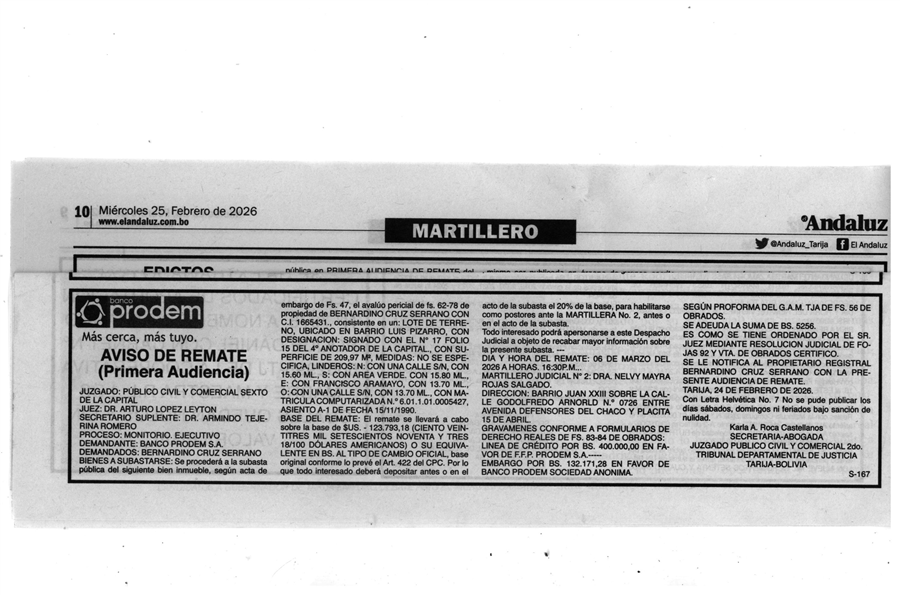 10 Miércoles 25, Febrero de 2026
www.elandaluz.com.bo
MARTILLERO
eAndaluz
@Andaluz_Tarija El Andaluz
EDICTOS
pública en PRIMERA AUDIENCIA DE REMATE del
banco
prodem
Más cerca, más tuyo.
AVISO DE REMATE
(Primera Audiencia)
JUZGADO: PÚBLICO CIVIL Y COMERCIAL SEXTO
DE LA CAPITAL
JUEZ: DR. ARTURO LOPEZ LEYTON
SECRETARIO SUPLENTE: DR. ARMINDO TEJE-
RINA ROMERO
PROCESO: MONITORIO. EJECUTIVO
DEMANDANTE: BANCO PRODEM S.A.
DEMANDADOS: BERNARDINO CRUZ SERRANO
BIENES A SUBASTARSE: Se procederá a la subasta
pública del siguiente bien inmueble, según acta de
embargo de Fs. 47, el avalúo pericial de fs. 62-78 de
propiedad de BERNARDINO CRUZ SERRANO CON
C.I. 1665431., consistente en un: LOTE DE TERRE-
NO, UBICADO EN BARRIO LUIS PIZARRO, CON
DESIGNACION: SIGNADO CON EL N° 17 FOLIO
15 DEL 4º ANOTADOR DE LA CAPITAL, CON SU-
PERFICIE DE 209,97 M², MEDIDAS: NO SE ESPE-
CIFICA, LINDEROS; N: CON UNA CALLE S/N, CON
15.60 ML., S: CON AREA VERDE. CON 15.80 ML.,
E: CON FRANCISCO ARAMAYO, CON 13.70 ML.,
O: CON UNA CALLE S/N, CON 13.70 ML., CON MA-
TRICULA COMPUTARIZADA N.° 6.01.1.01.0005427,
ASIENTO A-1 DE FECHA 15/11/1990.
BASE DEL REMATE: El remate se llevará a cabo
sobre la base de $US. - 123.793,18 (CIENTO VEIN-
TITRES MIL SETESCIENTOS NOVENTA Y TRES
18/100 DÓLARES AMERICANOS) O SU EQUIVA-
LENTE EN BS. AL TIPO DE CAMBIO OFICIAL, base
original conforme lo prevé el Art. 422 del CPC. Por lo
que todo interesado deberá depositar antes o en el
acto de la subasta el 20% de la base, para habilitarse
como postores ante la MARTILLERA No. 2, antes o
en el acto de la subasta.
Todo interesado podrá apersonarse a este Despacho
Judicial a objeto de recabar mayor información sobre
la presente subasta. ---
DIA Y HORA DEL REMATE: 06 DE MARZO DEL
2026 A HORAS. 16:30P.M...
MARTILLERO JUDICIAL N° 2: DRA. NELVY MAYRA
ROJAS SALGADO.
DIRECCION: BARRIO JUAN XXIII SOBRE LA CAL-
LE GODOLFREDO ARNORLD N.° 0726 ENTRE
AVENIDA DEFENSORES DEL CHACO Y PLACITA
15 DE ABRIL.
GRAVAMENES CONFORME A FORMULARIOS DE
DERECHO REALES DE FS. 83-84 DE OBRADOS:
LINEA DE CRÉDITO POR BS. 400.000,00 EN FA-
VOR DE F.F.P. PRODEM S.A.-----
EMBARGO POR BS. 132.171,28 EN FAVOR DE
BANCO PRODEM SOCIEDAD ANONIMA.
SEGÚN PROFORMA DEL G.A.M. TJA DE FS. 56 DE
OBRADOS.
SE ADEUDA LA SUMA DE BS. 5256.
ES COMO SE TIENE ORDENADO POR EL SR.
JUEZ MEDIANTE RESOLUCION JUDICIAL DE FO-
JAS 92 Y VTA. DE OBRADOS CERTIFICO.
SE LE NOTIFICA AL PROPIETARIO REGISTRAL
BERNARDINO CRUZ SERRANO CON LA PRE-
SENTE AUDIENCIA DE REMATE.
TARIJA, 24 DE FEBRERO DE 2026.
Con Letra Helvética No. 7 No se pude publicar los
días sábados, domingos ni feriados bajo sanción de
nulidad.
Karla A. Roca Castellanos
SECRETARIA-ABOGADA
JUZGADO PUBLICO CIVIL Y COMERCIAL 2do.
TRIBUNAL DEPARTAMENTAL DE JUSTICIA
TARIJA-BOLIVIA
S-167